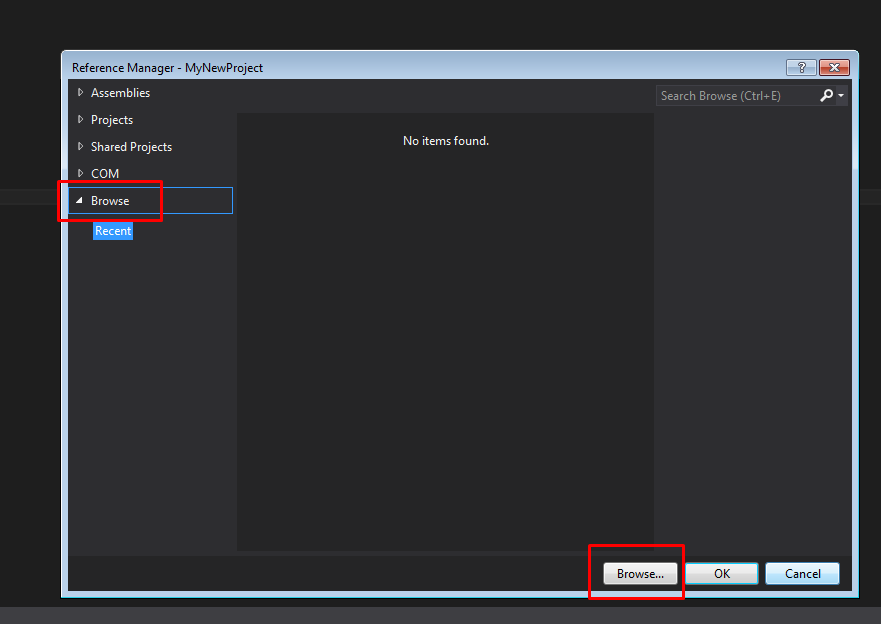 Reference Manager - MyNewProject
?
Assemblies
Search Browse (Ctrl+E)
Projects
No items found.
Shared Projects
COM
Browse
Recent
Browse...
OK
Cancel